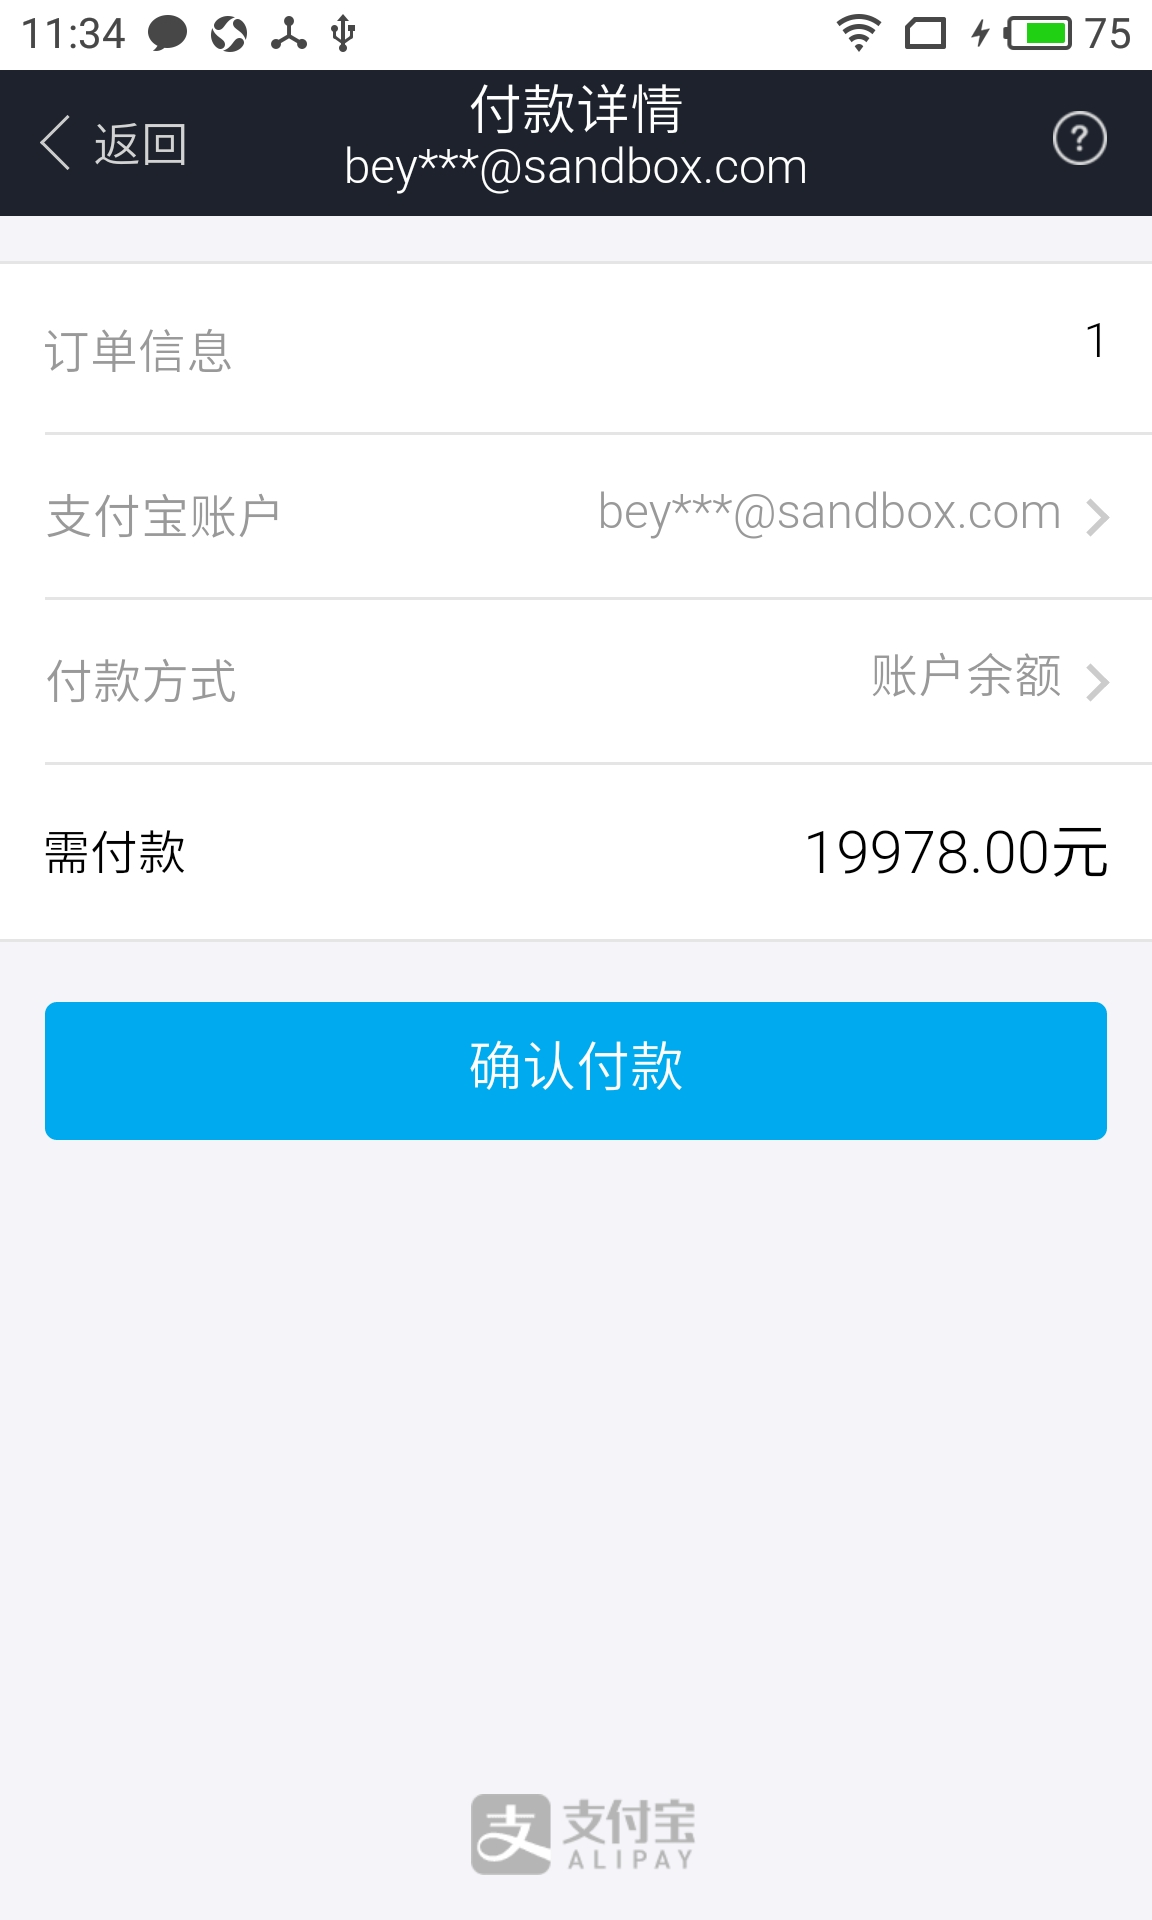 11:34 75
返回
付款详情
bey***@sandbox.com
订单信息 1
支付宝账户 bey***@sandbox.com
付款方式 账户余额
需付款 19978.00元
确认付款
支 支付宝
ALIPAY